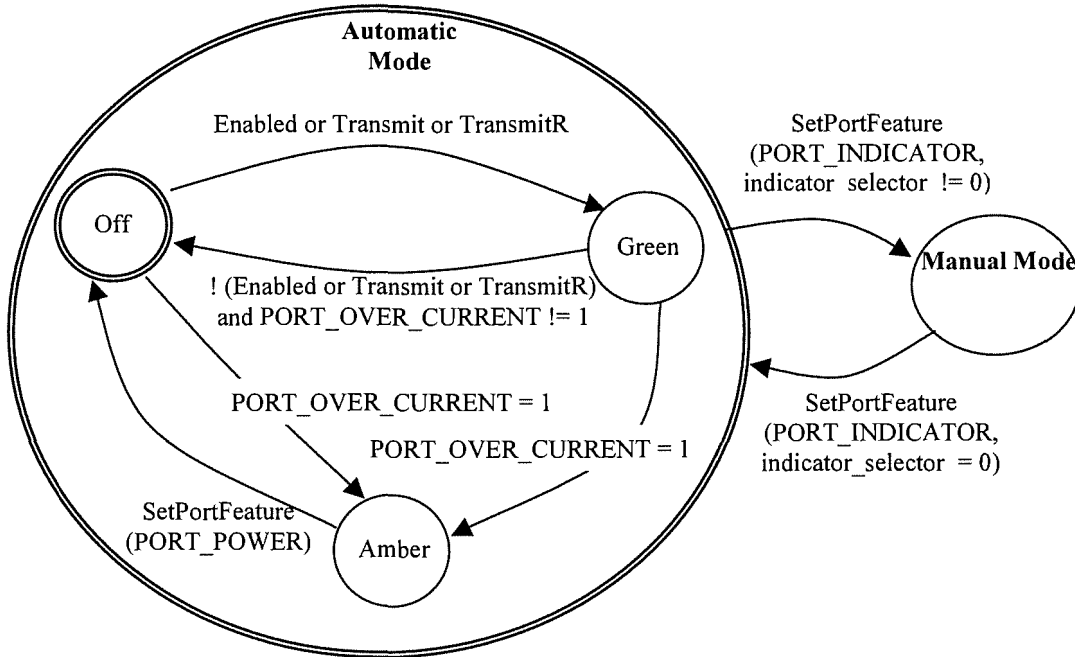 Automatic
Mode
Enabled or Transmit or TransmitR
SetPortFeature
(PORT_INDICATOR,
indicator_selector != 0)
Off
Green
Manual Mode
! (Enabled or Transmit or TransmitR)
and PORT_OVER_CURRENT != 1
PORT_OVER_CURRENT = 1
PORT_OVER_CURRENT = 1
SetPortFeature
(PORT_INDICATOR,
indicator_selector = 0)
SetPortFeature
(PORT_POWER)
Amber